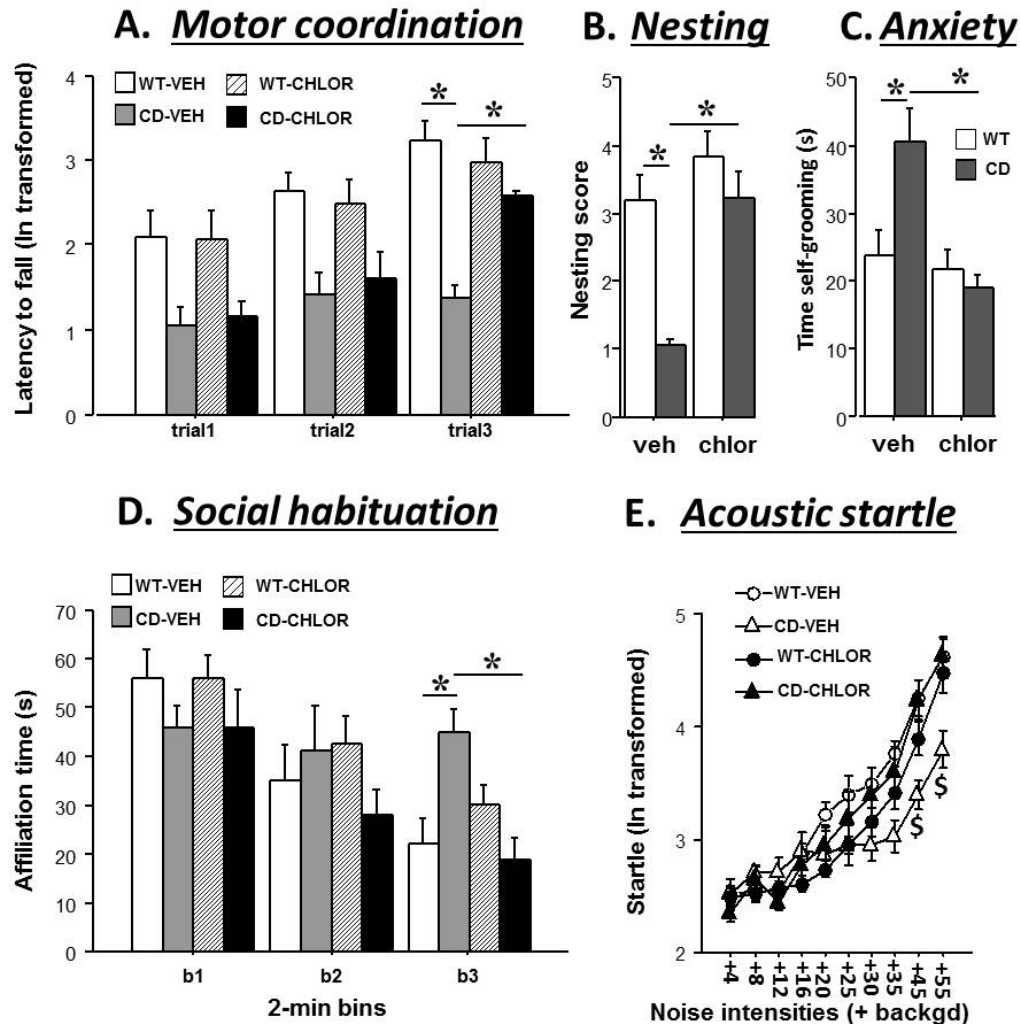 A. Motor coordination
Latency to fall (ln transformed)
4
3
2
1
0
WT-VEH
WT-CHLOR
CD-VEH
CD-CHLOR
*
*
trial1
trial2
trial3
B. Nesting
Nesting score
5
4
3
2
1
0
*
*
veh
chlor
C. Anxiety
Time self-grooming (s)
50
40
30
20
10
0
*
*
WT
CD
veh
chlor
D. Social habituation
WT-VEH
WT-CHLOR
CD-VEH
CD-CHLOR
Affiliation time (s)
70
60
50
40
30
20
10
0
*
*
b1
b2
b3
2-min bins
E. Acoustic startle
WT-VEH
CD-VEH
WT-CHLOR
CD-CHLOR
Startle (ln transformed)
5
4
3
2
$
$
+4
+8
+12
+16
+20
+25
+30
+35
+45
+55
Noise intensities (+ backgd)